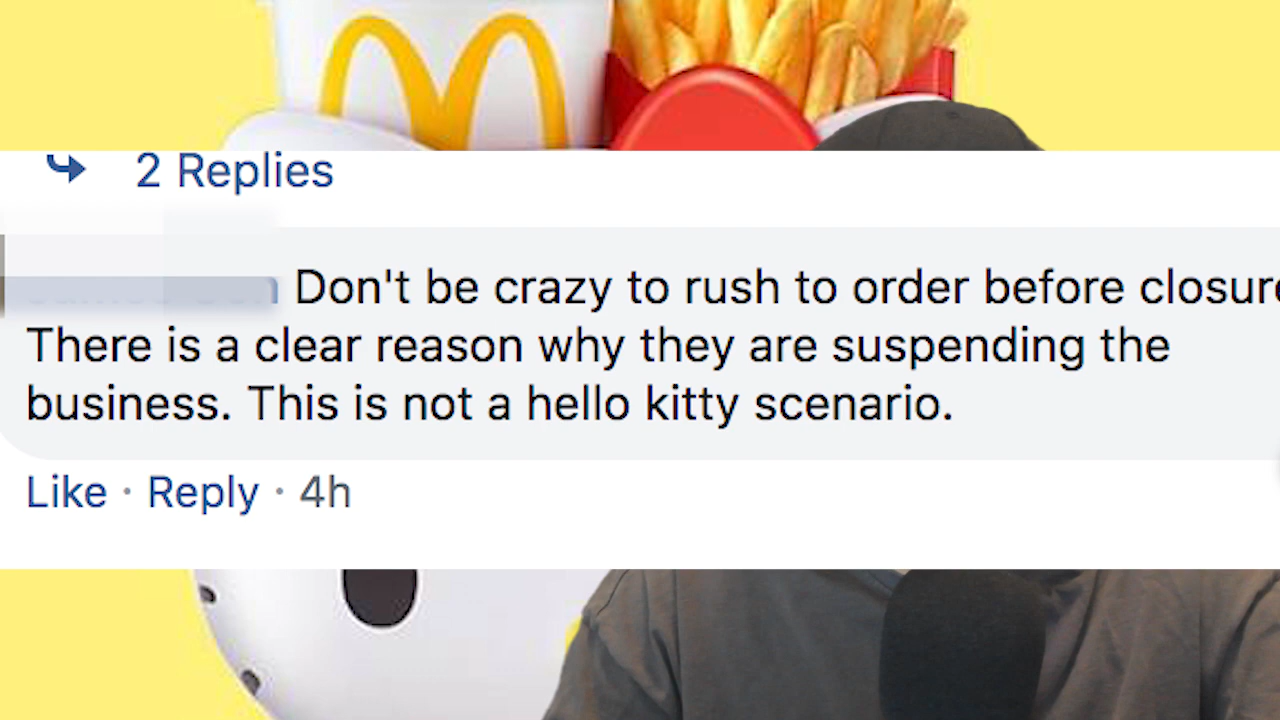 2 Replies
Don't be crazy to rush to order before
There is a clear reason why they are suspending the
business. This is not a hello kitty scenario.
Like · Reply · 4h